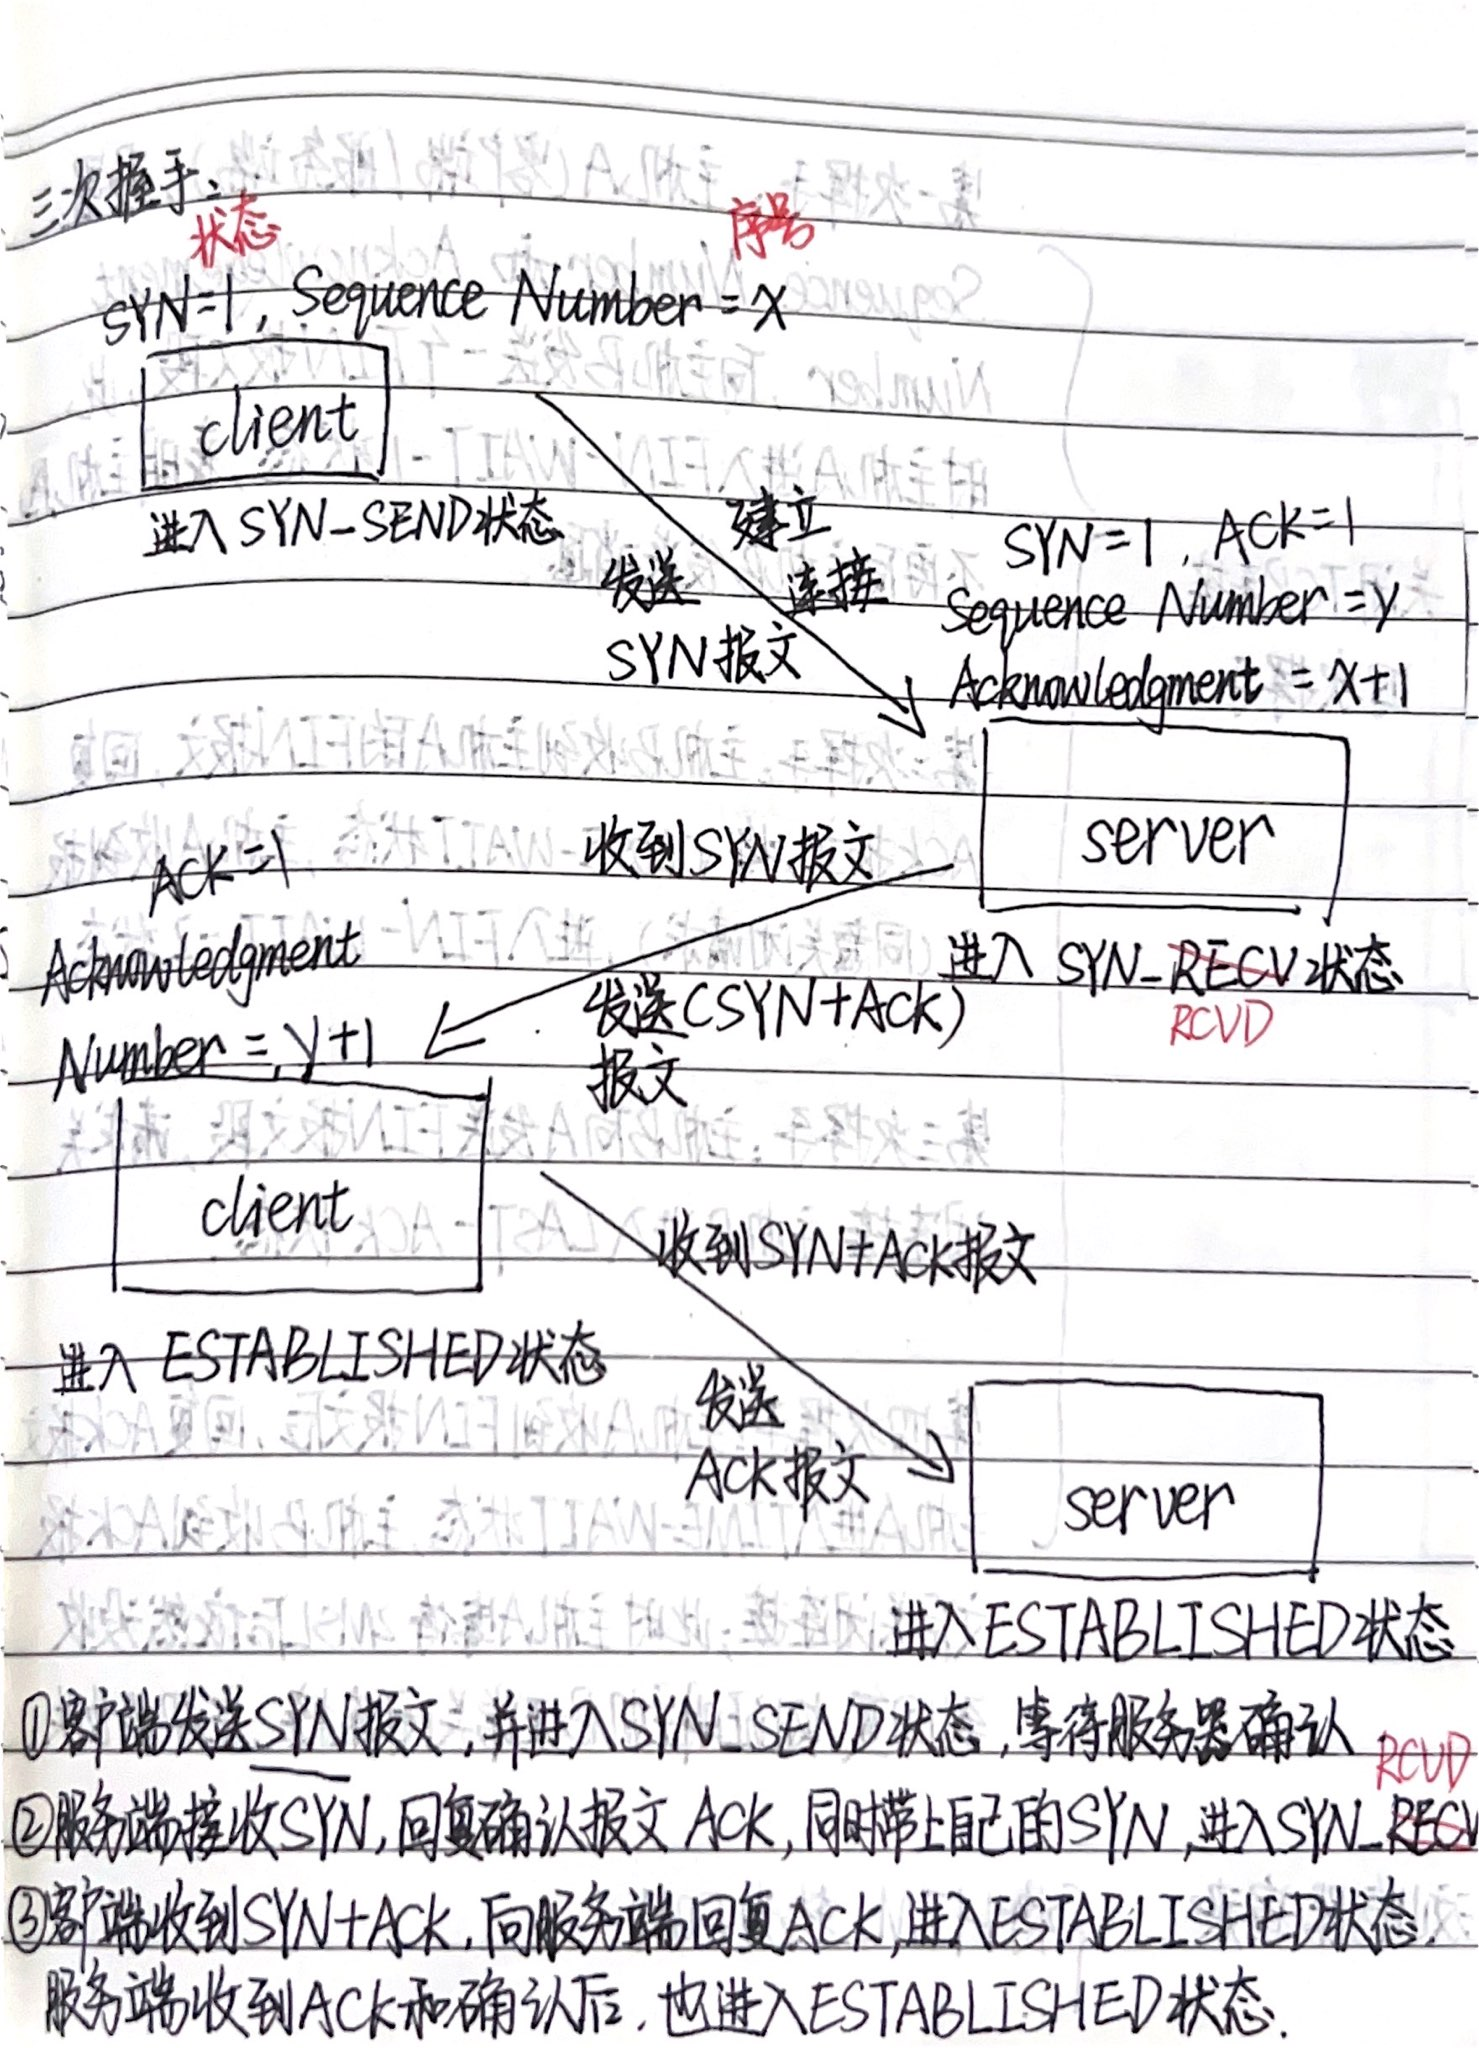 三次握手：
状态 序号
SYN=1, Sequence Number = X
client
进入SYN-SEND状态
建立
连接
发送
SYN报文
SYN=1, ACK=1
Sequence Number = Y
Acknowledgment = X+1
server
收到SYN报文
进入 SYN-RECV状态
RCVD
发送(SYN+ACK)
报文
ACK=1
Acknowledgment
Number = Y+1
client
收到SYN+ACK报文
进入 ESTABLISHED状态
发送
ACK报文
server
进入ESTABLISHED状态
①客户端发送SYN报文,并进入SYN_SEND状态,等待服务器确认
RCVD
②服务端接收SYN,回复确认报文 ACK,同时带上自己的SYN,进入SYN_RECV
③客户端收到SYN+ACK,向服务端回复ACK,进入ESTABLISHED状态.
服务端收到ACK和确认后,也进入ESTABLISHED状态.